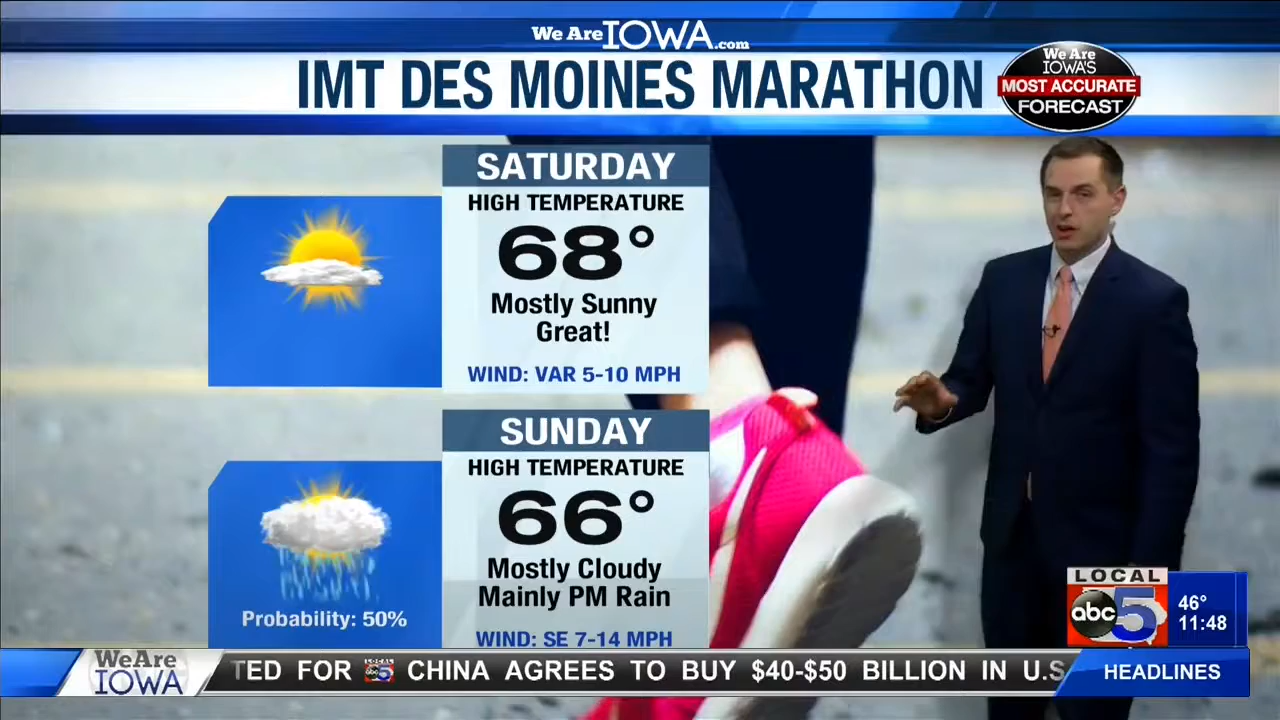 We Are IOWA.com
IMT DES MOINES MARATHON
We Are
IOWA'S
MOST ACCURATE
FORECAST
SATURDAY
HIGH TEMPERATURE
68°
Mostly Sunny
Great!
WIND: VAR 5-10 MPH
SUNDAY
HIGH TEMPERATURE
66°
Mostly Cloudy
Mainly PM Rain
Probability: 50%
WIND: SE 7-14 MPH
LOCAL
abc 5
46°
11:48
We Are
IOWA
TED FOR LOCAL abc 5 CHINA AGREES TO BUY $40-$50 BILLION IN U.S
HEADLINES